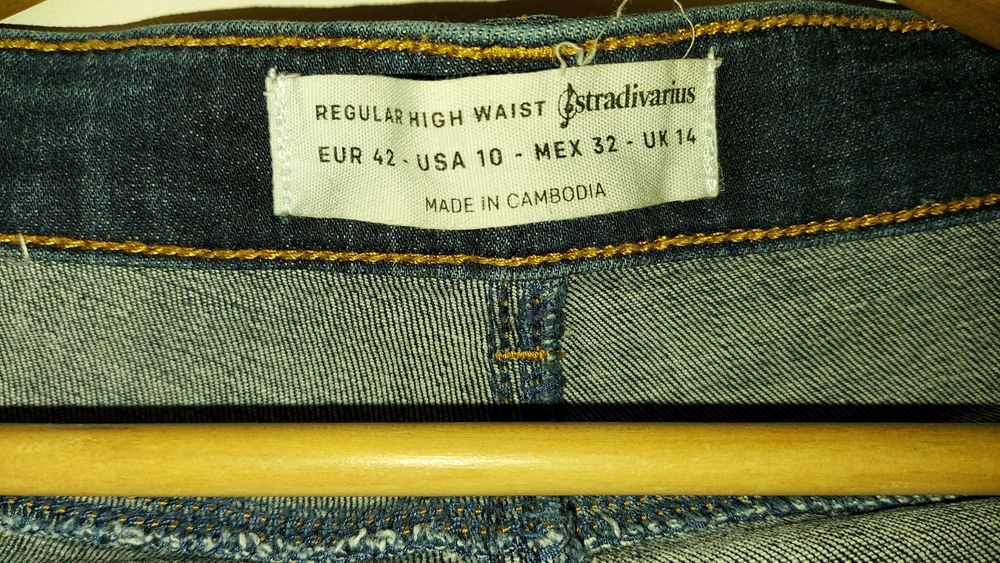 REGULAR HIGH WAIST stradivarius
EUR 42 - USA 10 - MEX 32 - UK 14
MADE IN CAMBODIA